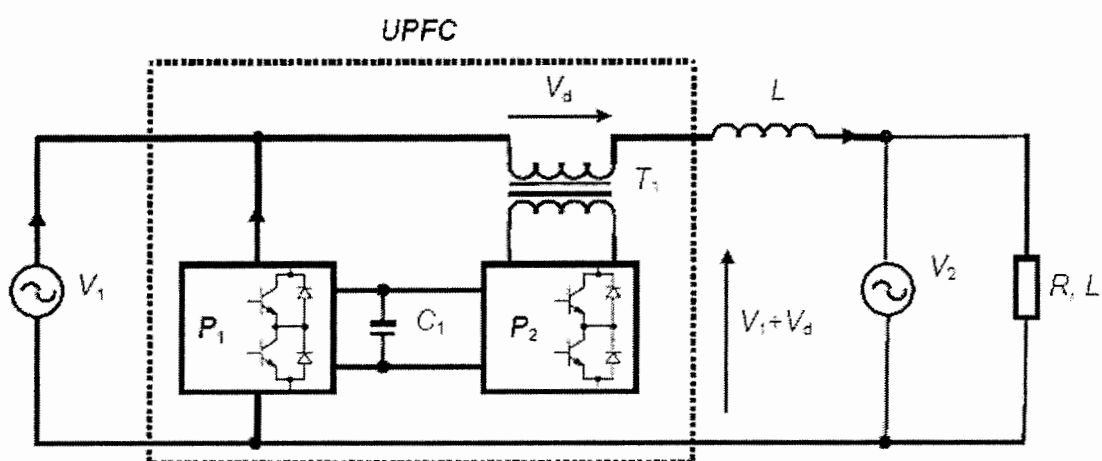 UPFC
V_d
L
T_1
V_1
P_1
C_1
P_2
V_1+V_d
V_2
R, L